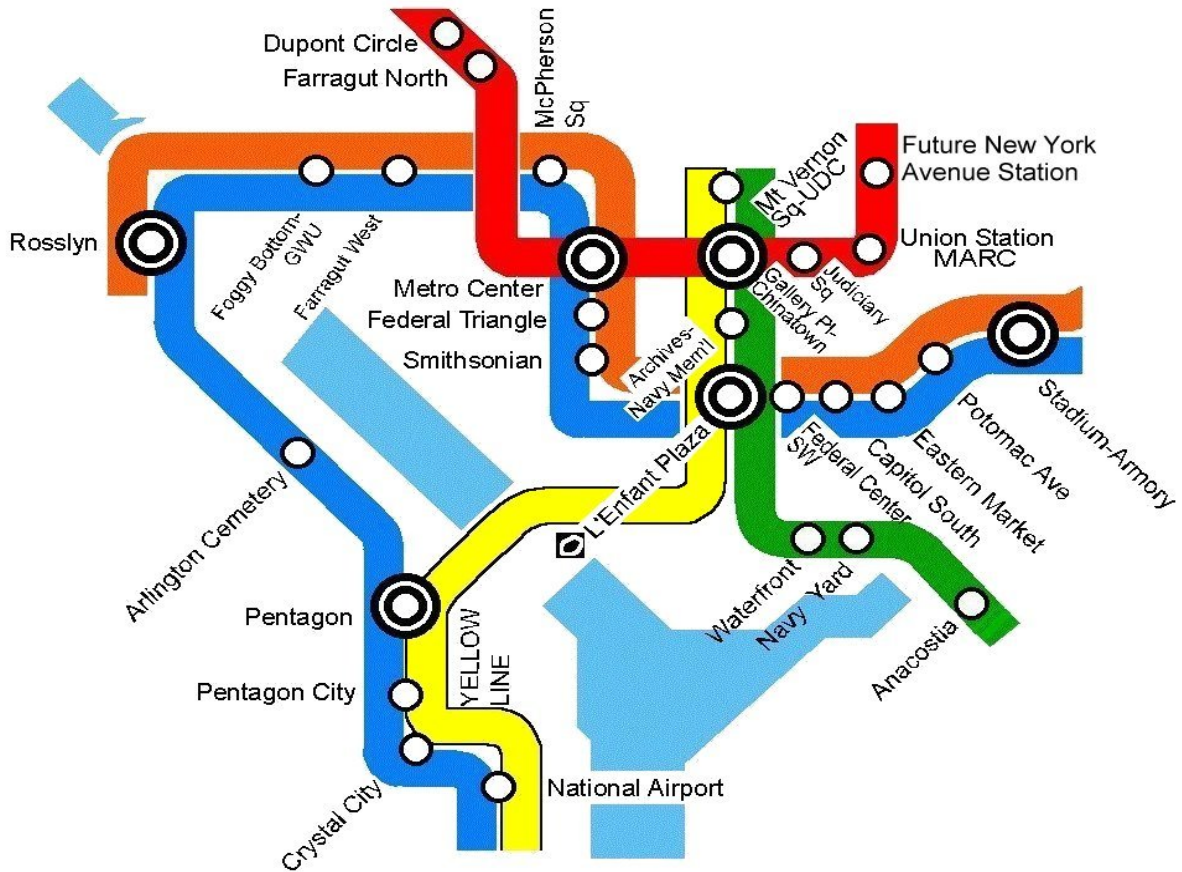 Dupont Circle
Farragut North
McPherson
Sq
Mt Vernon
Sq-UDC
Future New York
Avenue Station
Rosslyn
Foggy Bottom-
GWU
Farragut West
Metro Center
Federal Triangle
Smithsonian
Gallery Pl-
Chinatown
Judiciary
Sq
Union Station
MARC
Archives-
Navy Mem'l
L'Enfant Plaza
Federal Center
SW
Capitol South
Eastern Market
Potomac Ave
Stadium-Armory
Arlington Cemetery
Pentagon
Waterfront
Navy Yard
Anacostia
YELLOW
LINE
Pentagon City
Crystal City
National Airport